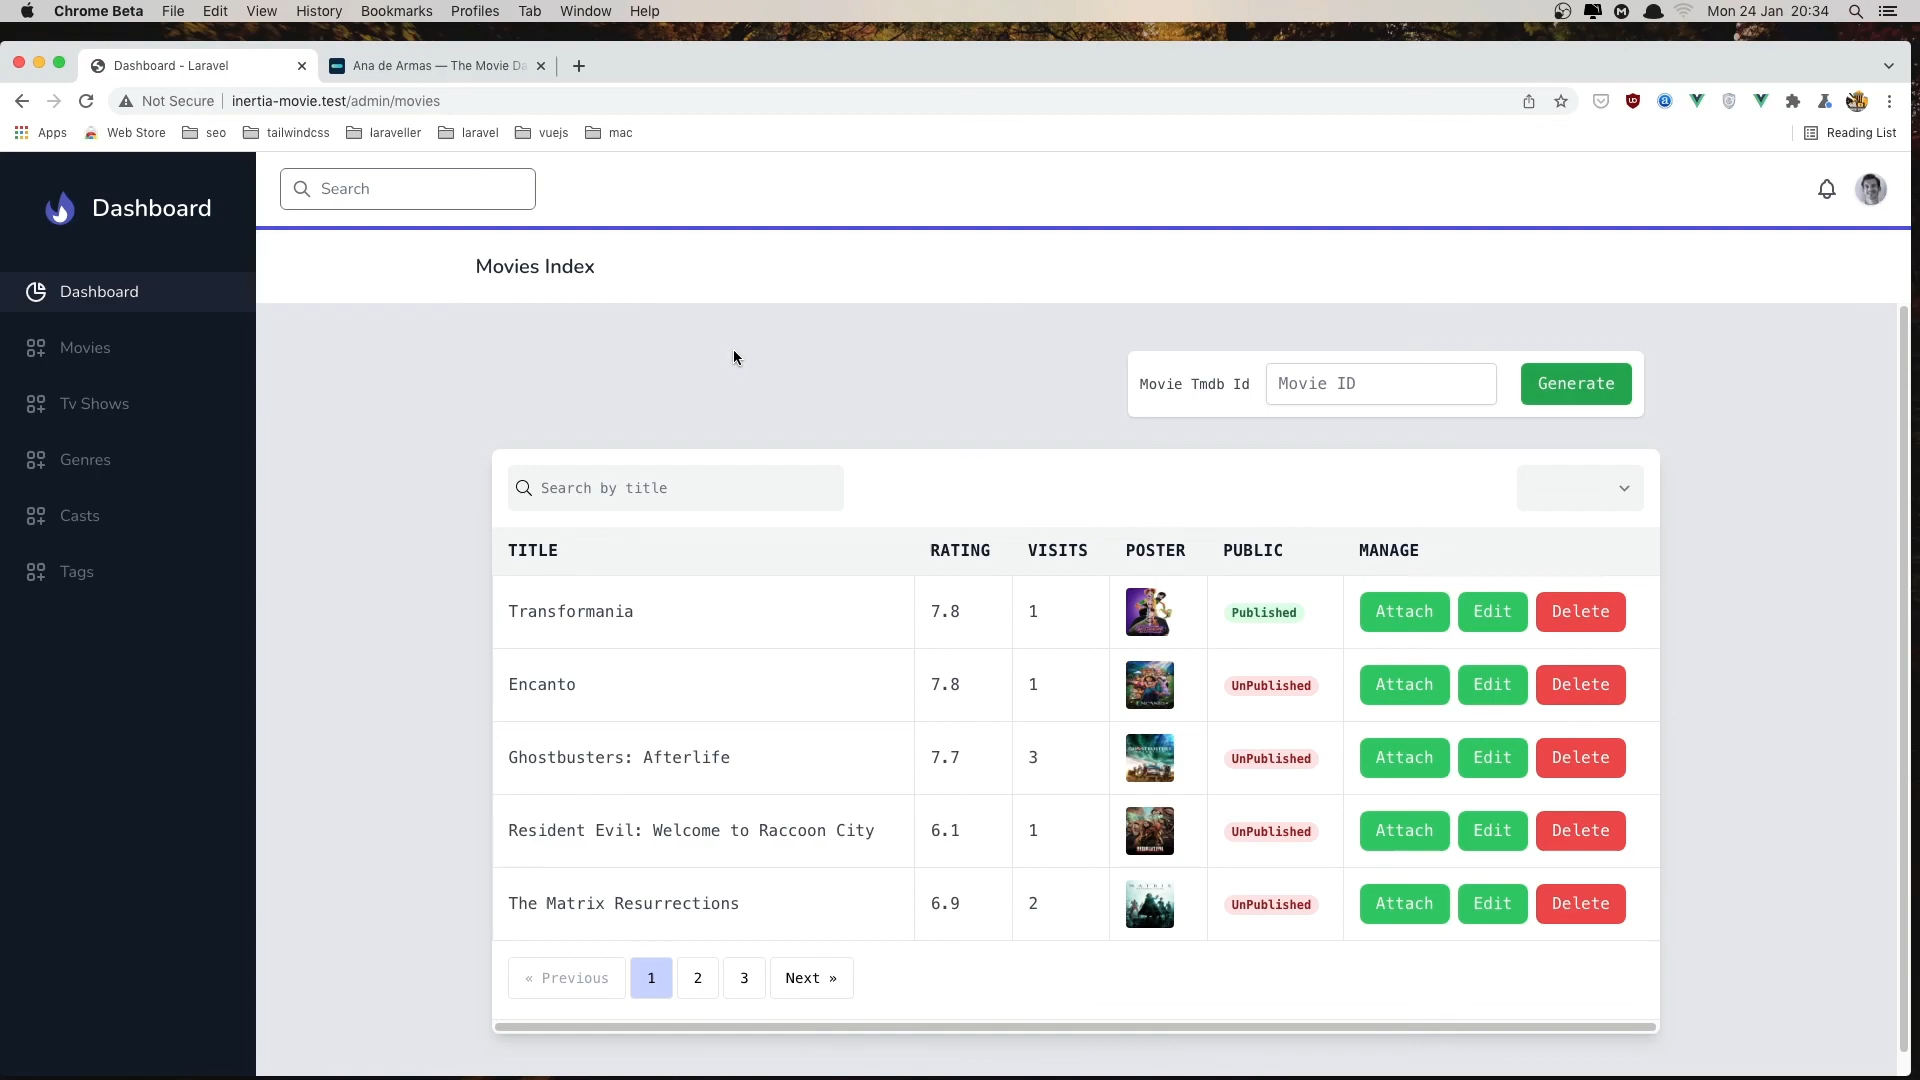 Chrome Beta File Edit View History Bookmarks Profiles Tab Window Help Mon 24 Jan 20:34
Dashboard - Laravel Ana de Armas — The Movie Da
Not Secure inertia-movie.test/admin/movies
Apps Web Store seo tailwindcss laraveller laravel vuejs mac Reading List
Dashboard
Search
Movies Index
Dashboard
Movies
Tv Shows
Genres
Casts
Tags
Movie Tmdb Id Movie ID Generate
Search by title
TITLE RATING VISITS POSTER PUBLIC MANAGE
Transformania 7.8 1 Published Attach Edit Delete
Encanto 7.8 1 UnPublished Attach Edit Delete
Ghostbusters: Afterlife 7.7 3 UnPublished Attach Edit Delete
Resident Evil: Welcome to Raccoon City 6.1 1 UnPublished Attach Edit Delete
The Matrix Resurrections 6.9 2 UnPublished Attach Edit Delete
« Previous 1 2 3 Next »